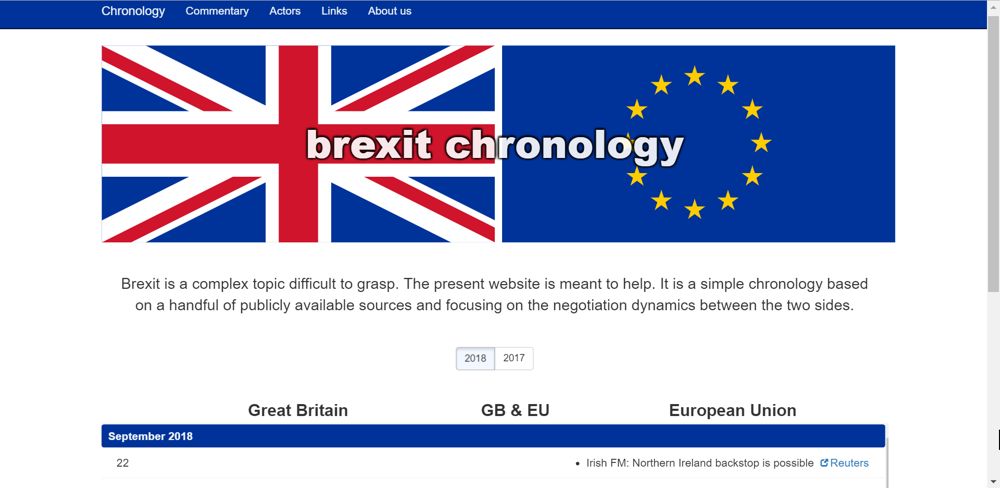 Chronology Commentary Actors Links About us
brexit chronology
Brexit is a complex topic difficult to grasp. The present website is meant to help. It is a simple chronology based
on a handful of publicly available sources and focusing on the negotiation dynamics between the two sides.
2018 2017
Great Britain GB & EU European Union
September 2018
22 • Irish FM: Northern Ireland backstop is possible Reuters